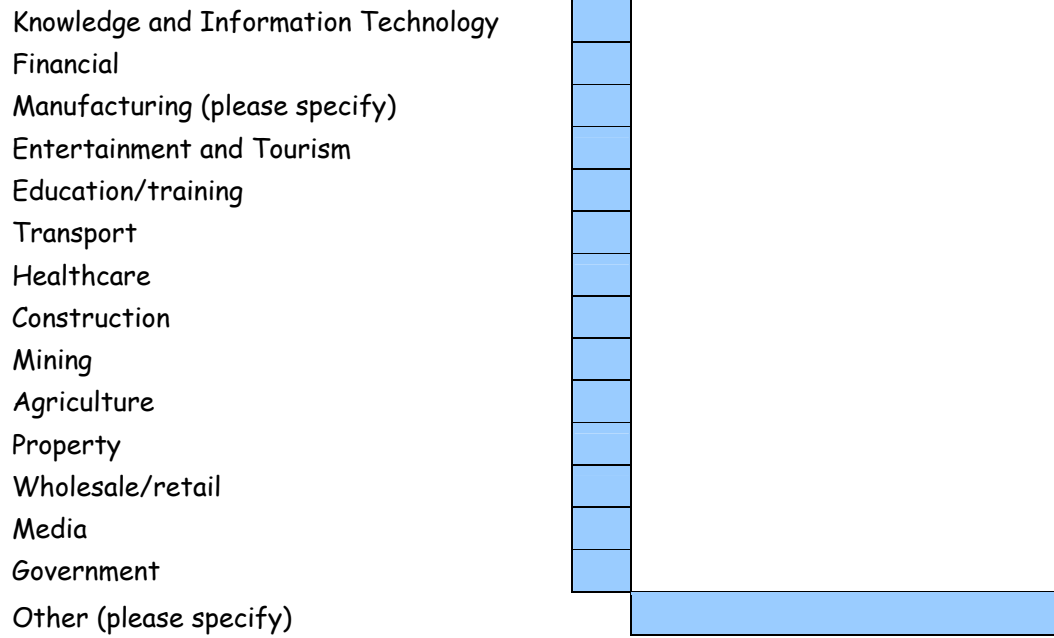 Knowledge and Information Technology
Financial
Manufacturing (please specify)
Entertainment and Tourism
Education/training
Transport
Healthcare
Construction
Mining
Agriculture
Property
Wholesale/retail
Media
Government
Other (please specify)